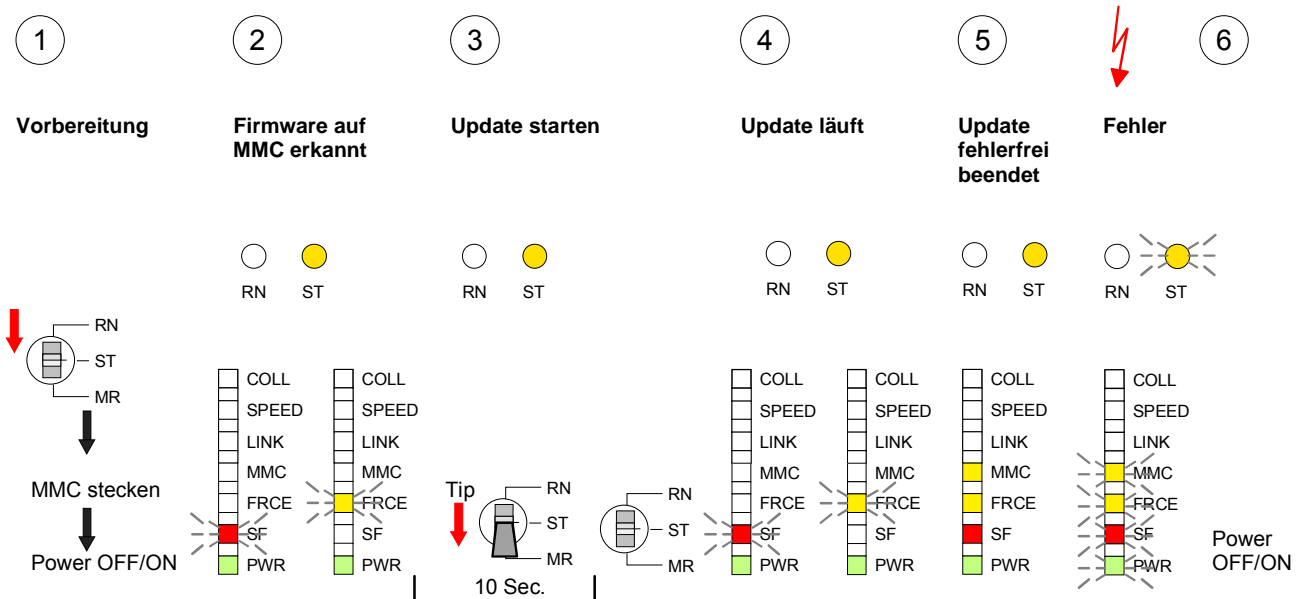 1
2
3
4
5
6
Vorbereitung
Firmware auf
MMC erkannt
Update starten
Update läuft
Update
fehlerfrei
beendet
Fehler
RN
ST
RN
ST
RN
ST
RN
ST
RN
ST
RN
ST
MR
MMC stecken
Power OFF/ON
COLL
SPEED
LINK
MMC
FRCE
SF
PWR
COLL
SPEED
LINK
MMC
FRCE
SF
PWR
Tip
RN
ST
MR
10 Sec.
RN
ST
MR
COLL
SPEED
LINK
MMC
FRCE
SF
PWR
COLL
SPEED
LINK
MMC
FRCE
SF
PWR
COLL
SPEED
LINK
MMC
FRCE
SF
PWR
COLL
SPEED
LINK
MMC
FRCE
SF
PWR
Power
OFF/ON